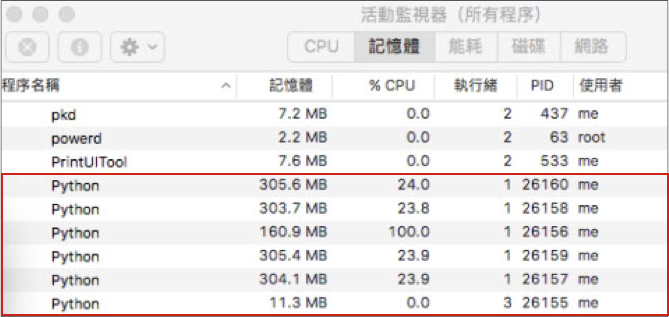 活動監視器（所有程序）
CPU 記憶體 能耗 磁碟 網路
程序名稱 記憶體 % CPU 執行緒 PID 使用者
pkd 7.2 MB 0.0 2 437 me
powerd 2.2 MB 0.0 2 63 root
PrintUITool 7.6 MB 0.0 2 533 me
Python 305.6 MB 24.0 1 26160 me
Python 303.7 MB 23.8 1 26158 me
Python 160.9 MB 100.0 1 26156 me
Python 305.4 MB 23.9 1 26159 me
Python 304.1 MB 23.9 1 26157 me
Python 11.3 MB 0.0 3 26155 me